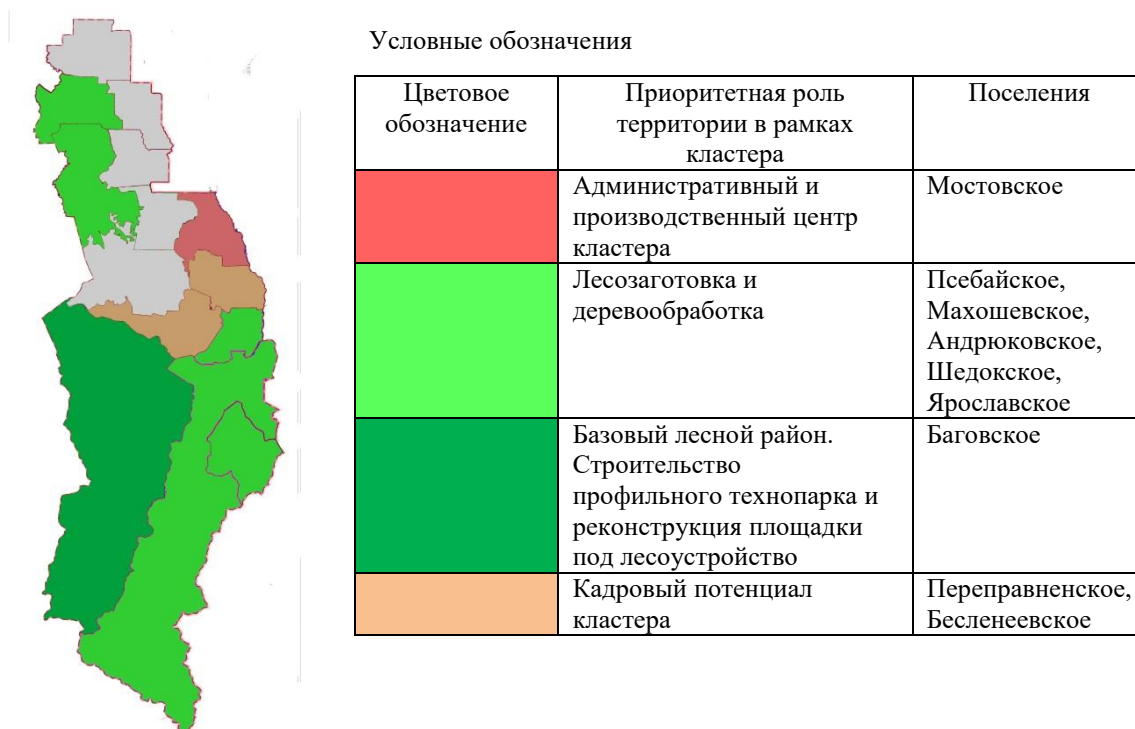 Условные обозначения
Цветовое
обозначение
Приоритетная роль
территории в рамках
кластера
Поселения
Административный и
производственный центр
кластера
Мостовское
Лесозаготовка и
деревообработка
Псебайское,
Махошевское,
Андрюковское,
Шедокское,
Ярославское
Базовый лесной район.
Строительство
профильного технопарка и
реконструкция площадки
под лесоустройство
Баговское
Кадровый потенциал
кластера
Переправненское,
Бесленеевское